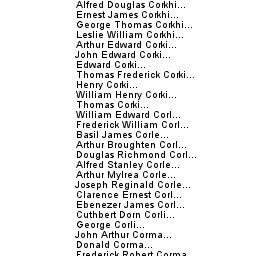 Alfred Douglas Corkhi...
Ernest James Corkhi...
George Thomas Corkhi...
Leslie William Corkhi...
Arthur Edward Corki...
John Edward Corki...
Edward Corki...
Thomas Frederick Corki...
Henry Corki...
William Henry Corki...
Thomas Corki...
William Edward Corl...
Frederick William Corl...
Basil James Corle...
Arthur Broughten Corl...
Douglas Richmond Corl...
Alfred Stanley Corle...
Arthur Mylrea Corle...
Joseph Reginald Corle...
Clarence Ernest Corl...
Ebenezer James Corl...
Cuthbert Dorn Corli...
George Corli...
John Arthur Corma...
Donald Corma...
Frederick Robert Corma